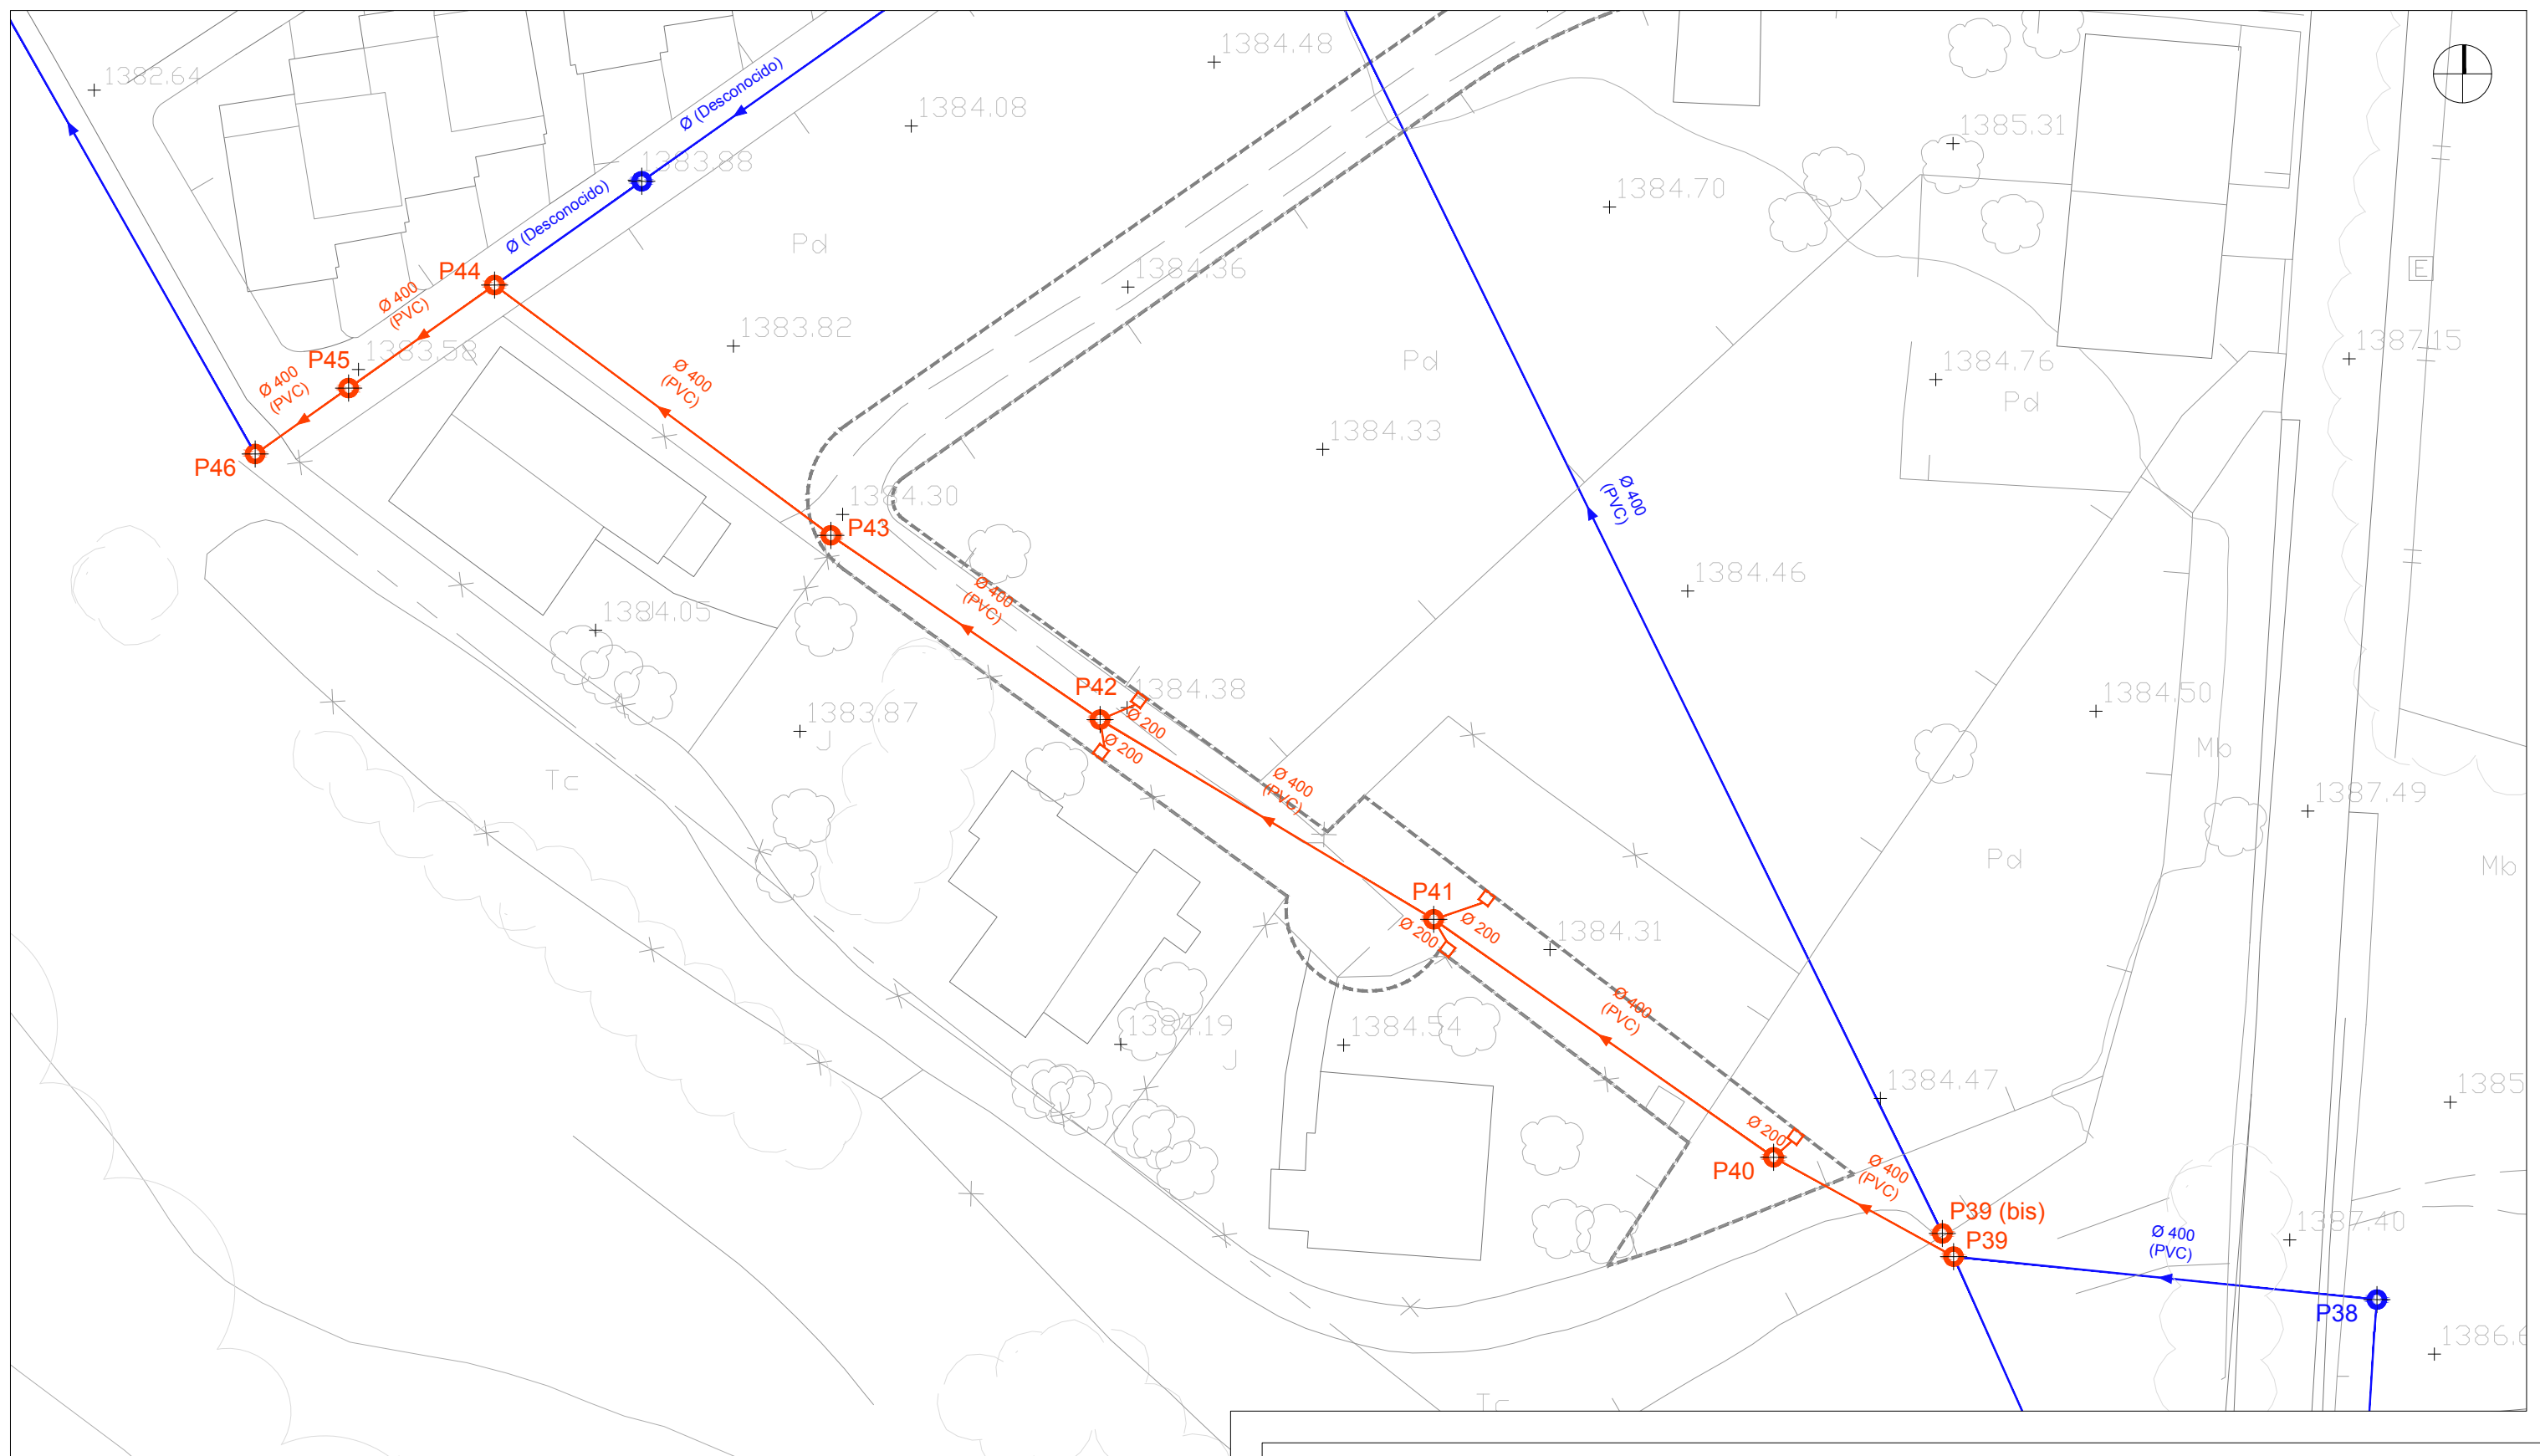 1384.48
1382.64
Ø (Desconocido)
1384.08
1385.31
1383.88
1384.70
Ø (Desconocido)
Pd
P44
1384.36
E
Ø 400
(PVC)
1383.82
1387.15
P45
1383.58
Pd
1384.76
Ø 400
(PVC)
Ø 400
(PVC)
Pd
1384.33
P46
1384.30
Ø 400
(PVC)
P43
1384.46
Ø 400
(PVC)
1384.05
J
P42
1384.38
1384.50
1383.87
J
Ø 200
Ø 200
Mb
Tc
Ø 400
(PVC)
1387.49
Pd
Mb
P41
Ø 200
Ø 200
1384.31
Ø 400
(PVC)
1384.19
J
1384.54
1384.47
1385
Ø 200
P40
Ø 400
(PVC)
P39 (bis)
1387.40
P39
Ø 400
(PVC)
P38
1386.6
Tc